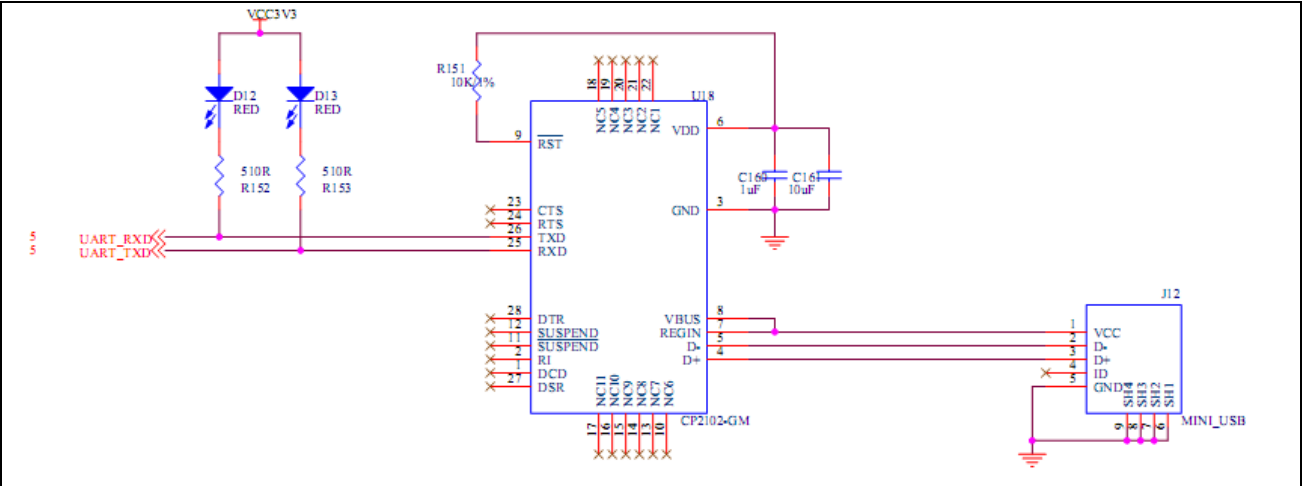 VCC3V3
D12
RED
D13
RED
510R
R152
510R
R153
5 UART_RXD
5 UART_TXD
R151
10K/1%
U18
18 19 20 21 22
NC5 NC4 NC3 NC2 NC1
9 RST
23 CTS
24 RTS
26 TXD
25 RXD
28 DTR
12 SUSPEND
11 SUSPEND
2 RI
1 DCD
27 DSR
VDD 6
GND 3
VBUS 8
REGIN 7
D- 5
D+ 4
NC11 NC10 NC9 NC8 NC7 NC6
17 16 15 14 13 10
CP2102-GM
C160
1uF
C161
10uF
J12
1 VCC
2 D-
3 D+
4 ID
5 GND
SH4 SH3 SH2 SH1
9 8 7 6
MINI_USB